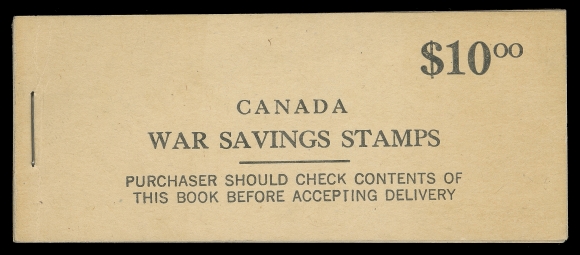 $10.00
CANADA
WAR SAVINGS STAMPS
PURCHASER SHOULD CHECK CONTENTS OF
THIS BOOK BEFORE ACCEPTING DELIVERY